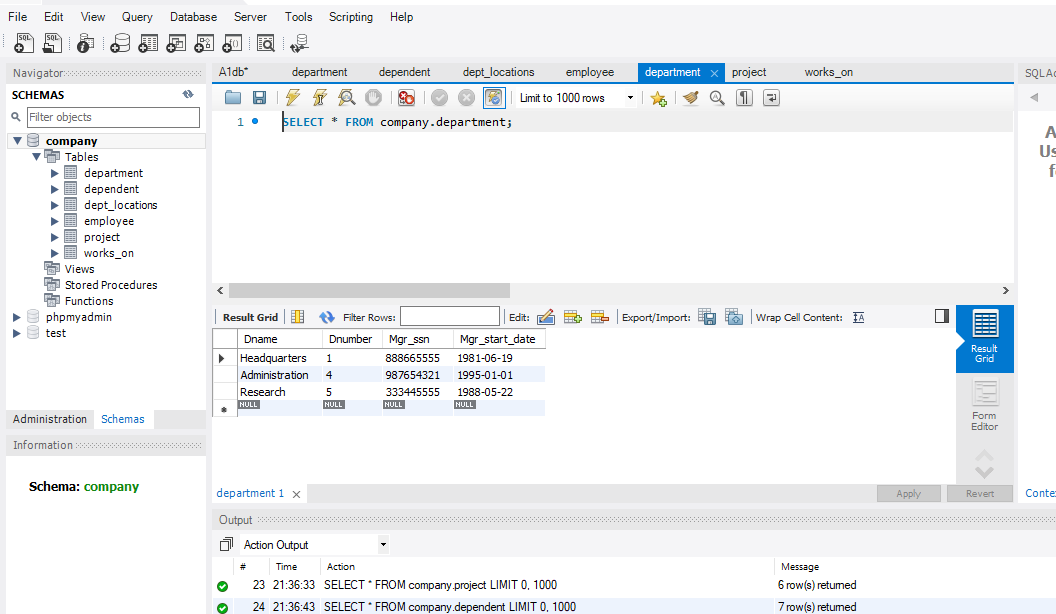 File Edit View Query Database Server Tools Scripting Help
Navigator
SCHEMAS
Filter objects
company
Tables
department
dependent
dept_locations
employee
project
works_on
Views
Stored Procedures
Functions
phpmyadmin
test
Administration Schemas
Information
Schema: company
A1db* department dependent dept_locations employee department project works_on
Limit to 1000 rows
1 SELECT * FROM company.department;
Result Grid Filter Rows: Edit: Export/Import: Wrap Cell Content:
Dname Dnumber Mgr_ssn Mgr_start_date
Headquarters 1 888665555 1981-06-19
Administration 4 987654321 1995-01-01
Research 5 333445555 1988-05-22
NULL NULL NULL NULL
Result
Grid
Form
Editor
department 1
Apply Revert
Output
Action Output
# Time Action Message
23 21:36:33 SELECT * FROM company.project LIMIT 0, 1000 6 row(s) returned
24 21:36:43 SELECT * FROM company.dependent LIMIT 0, 1000 7 row(s) returned